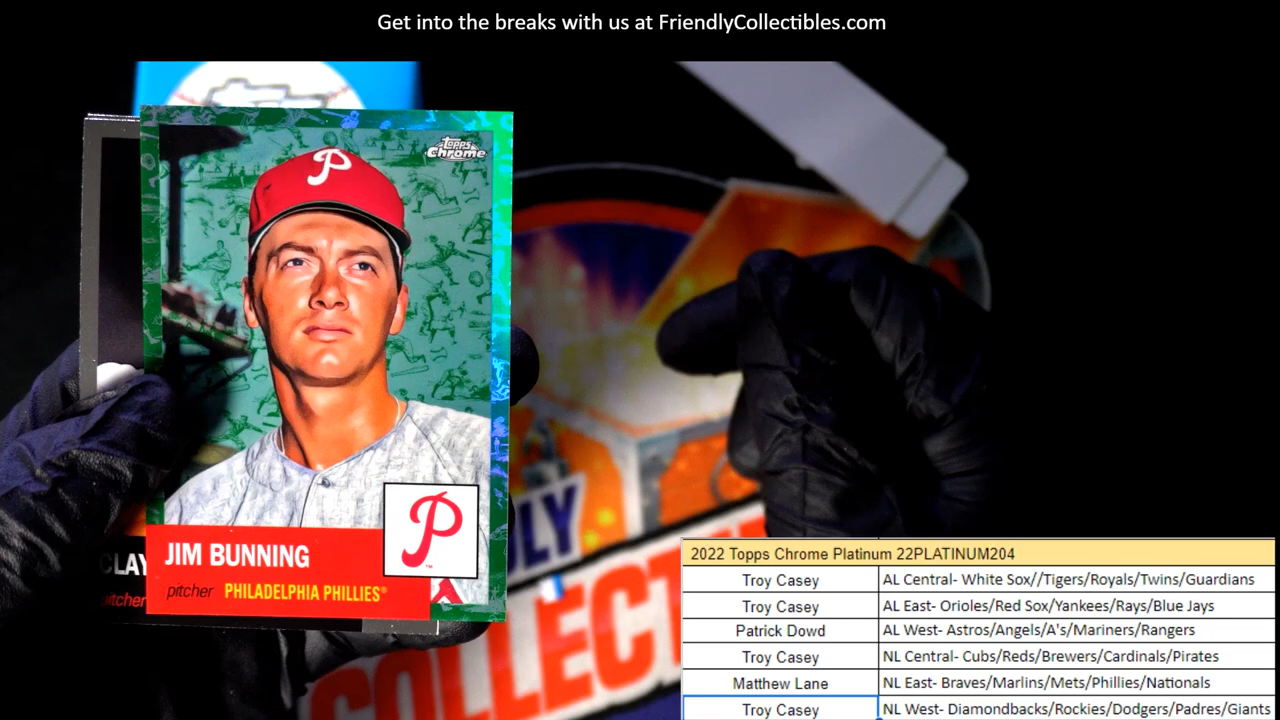 Get into the breaks with us at FriendlyCollectibles.com
Topps
Chrome
P
P
JIM BUNNING
pitcher PHILADELPHIA PHILLIES®
CLAY
pitcher
LY
COLLECT
2022 Topps Chrome Platinum 22PLATINUM204
Troy Casey AL Central- White Sox//Tigers/Royals/Twins/Guardians
Troy Casey AL East- Orioles/Red Sox/Yankees/Rays/Blue Jays
Patrick Dowd AL West- Astros/Angels/A's/Mariners/Rangers
Troy Casey NL Central- Cubs/Reds/Brewers/Cardinals/Pirates
Matthew Lane NL East- Braves/Marlins/Mets/Phillies/Nationals
Troy Casey NL West- Diamondbacks/Rockies/Dodgers/Padres/Giants